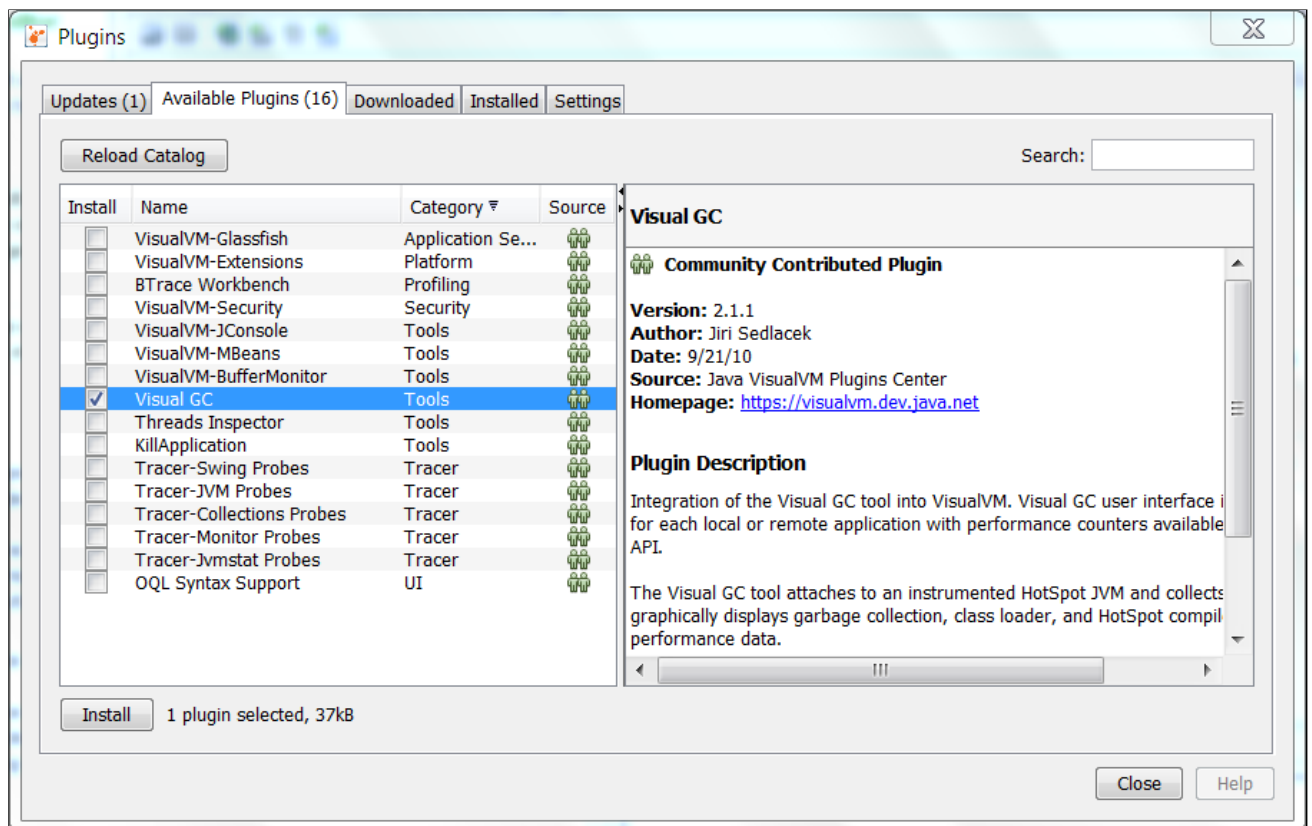 Plugins
Updates (1) Available Plugins (16) Downloaded Installed Settings
Reload Catalog Search:
Install Name Category Source
VisualVM-Glassfish Application Se...
VisualVM-Extensions Platform
BTrace Workbench Profiling
VisualVM-Security Security
VisualVM-JConsole Tools
VisualVM-MBeans Tools
VisualVM-BufferMonitor Tools
Visual GC Tools
Threads Inspector Tools
KillApplication Tools
Tracer-Swing Probes Tracer
Tracer-JVM Probes Tracer
Tracer-Collections Probes Tracer
Tracer-Monitor Probes Tracer
Tracer-Jvmstat Probes Tracer
OQL Syntax Support UI
Visual GC
Community Contributed Plugin
Version: 2.1.1
Author: Jiri Sedlacek
Date: 9/21/10
Source: Java VisualVM Plugins Center
Homepage: https://visualvm.dev.java.net
Plugin Description
Integration of the Visual GC tool into VisualVM. Visual GC user interface i
for each local or remote application with performance counters available
API.
The Visual GC tool attaches to an instrumented HotSpot JVM and collects
graphically displays garbage collection, class loader, and HotSpot compil
performance data.
Install 1 plugin selected, 37kB
Close Help